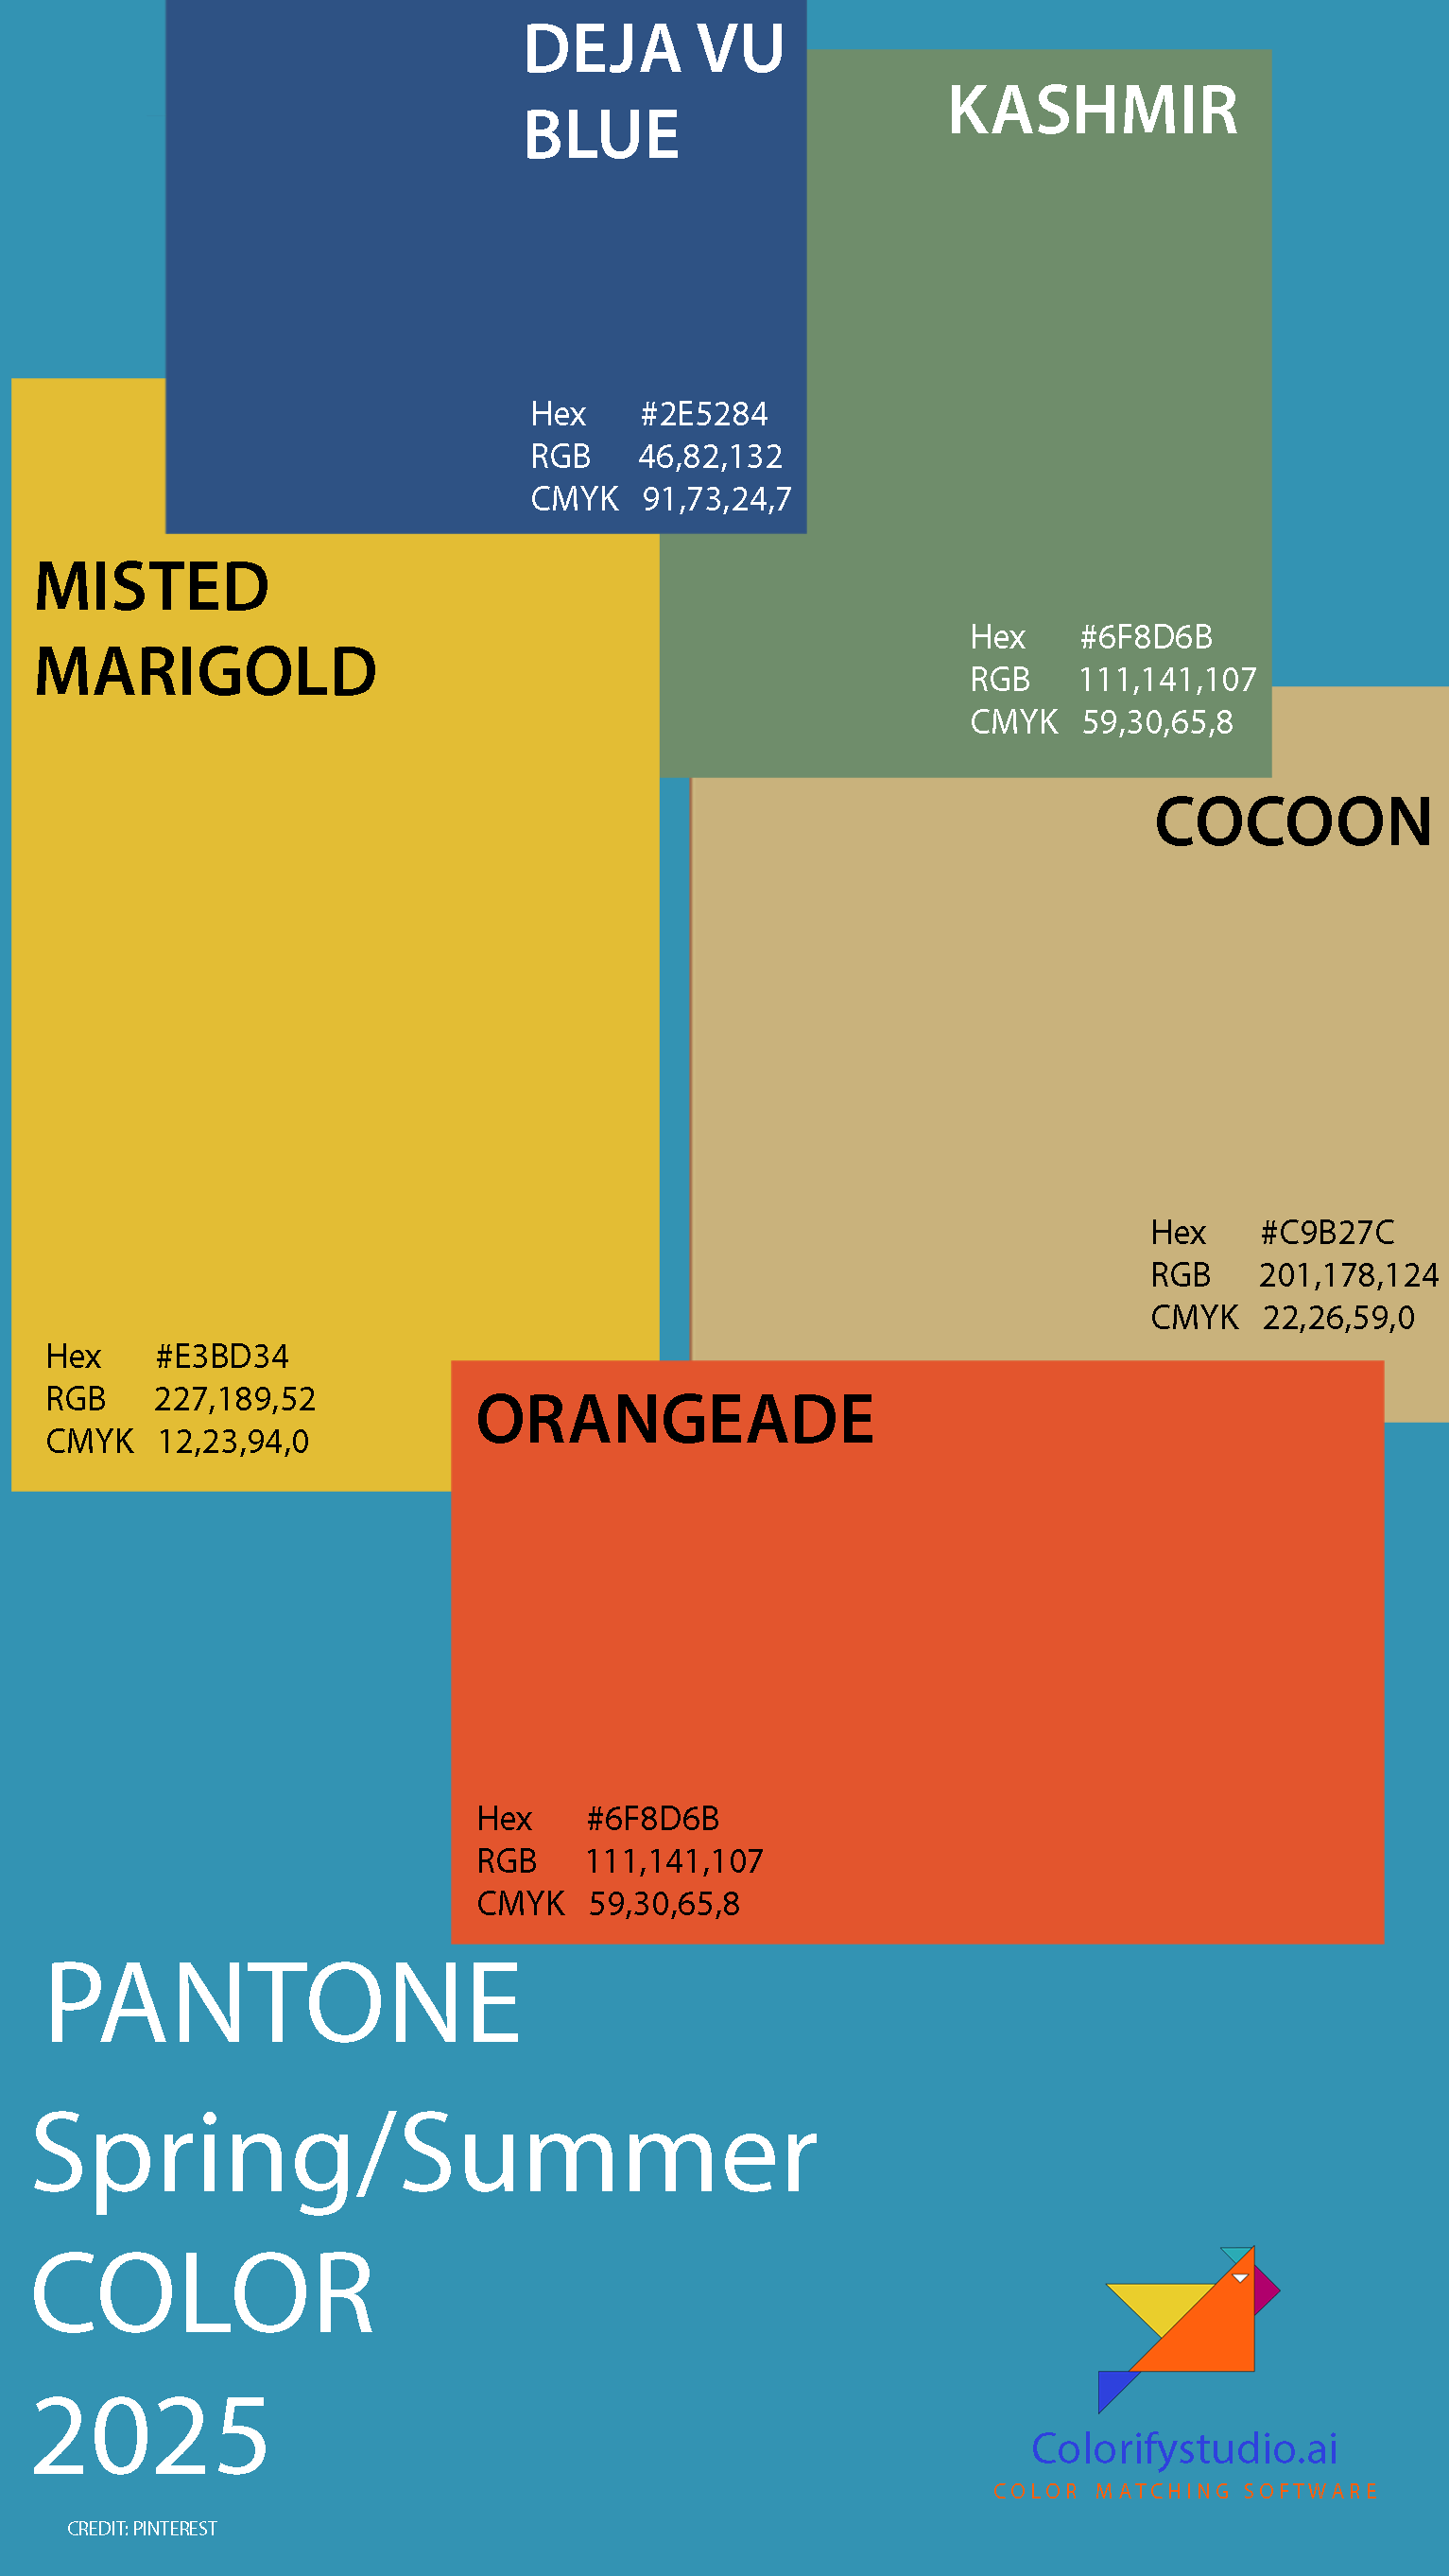 DEJA VU
BLUE
Hex #2E5284
RGB 46,82,132
CMYK 91,73,24,7
KASHMIR
Hex #6F8D6B
RGB 111,141,107
CMYK 59,30,65,8
MISTED
MARIGOLD
Hex #E3BD34
RGB 227,189,52
CMYK 12,23,94,0
COCOON
Hex #C9B27C
RGB 201,178,124
CMYK 22,26,59,0
ORANGEADE
Hex #6F8D6B
RGB 111,141,107
CMYK 59,30,65,8
PANTONE
Spring/Summer
COLOR
2025
CREDIT: PINTEREST
Colorifystudio.ai
COLOR MATCHING SOFTWARE